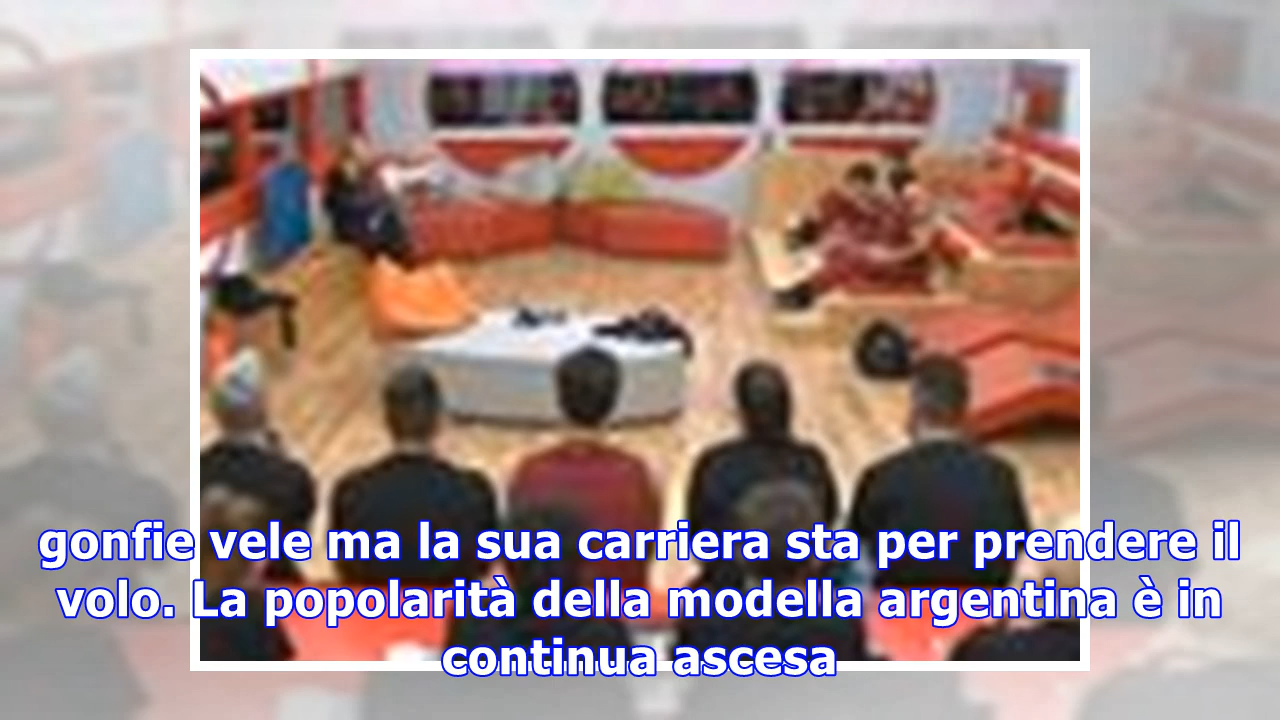 gonfie vele ma la sua carriera sta per prendere il
volo. La popolarità della modella argentina è in
continua ascesa